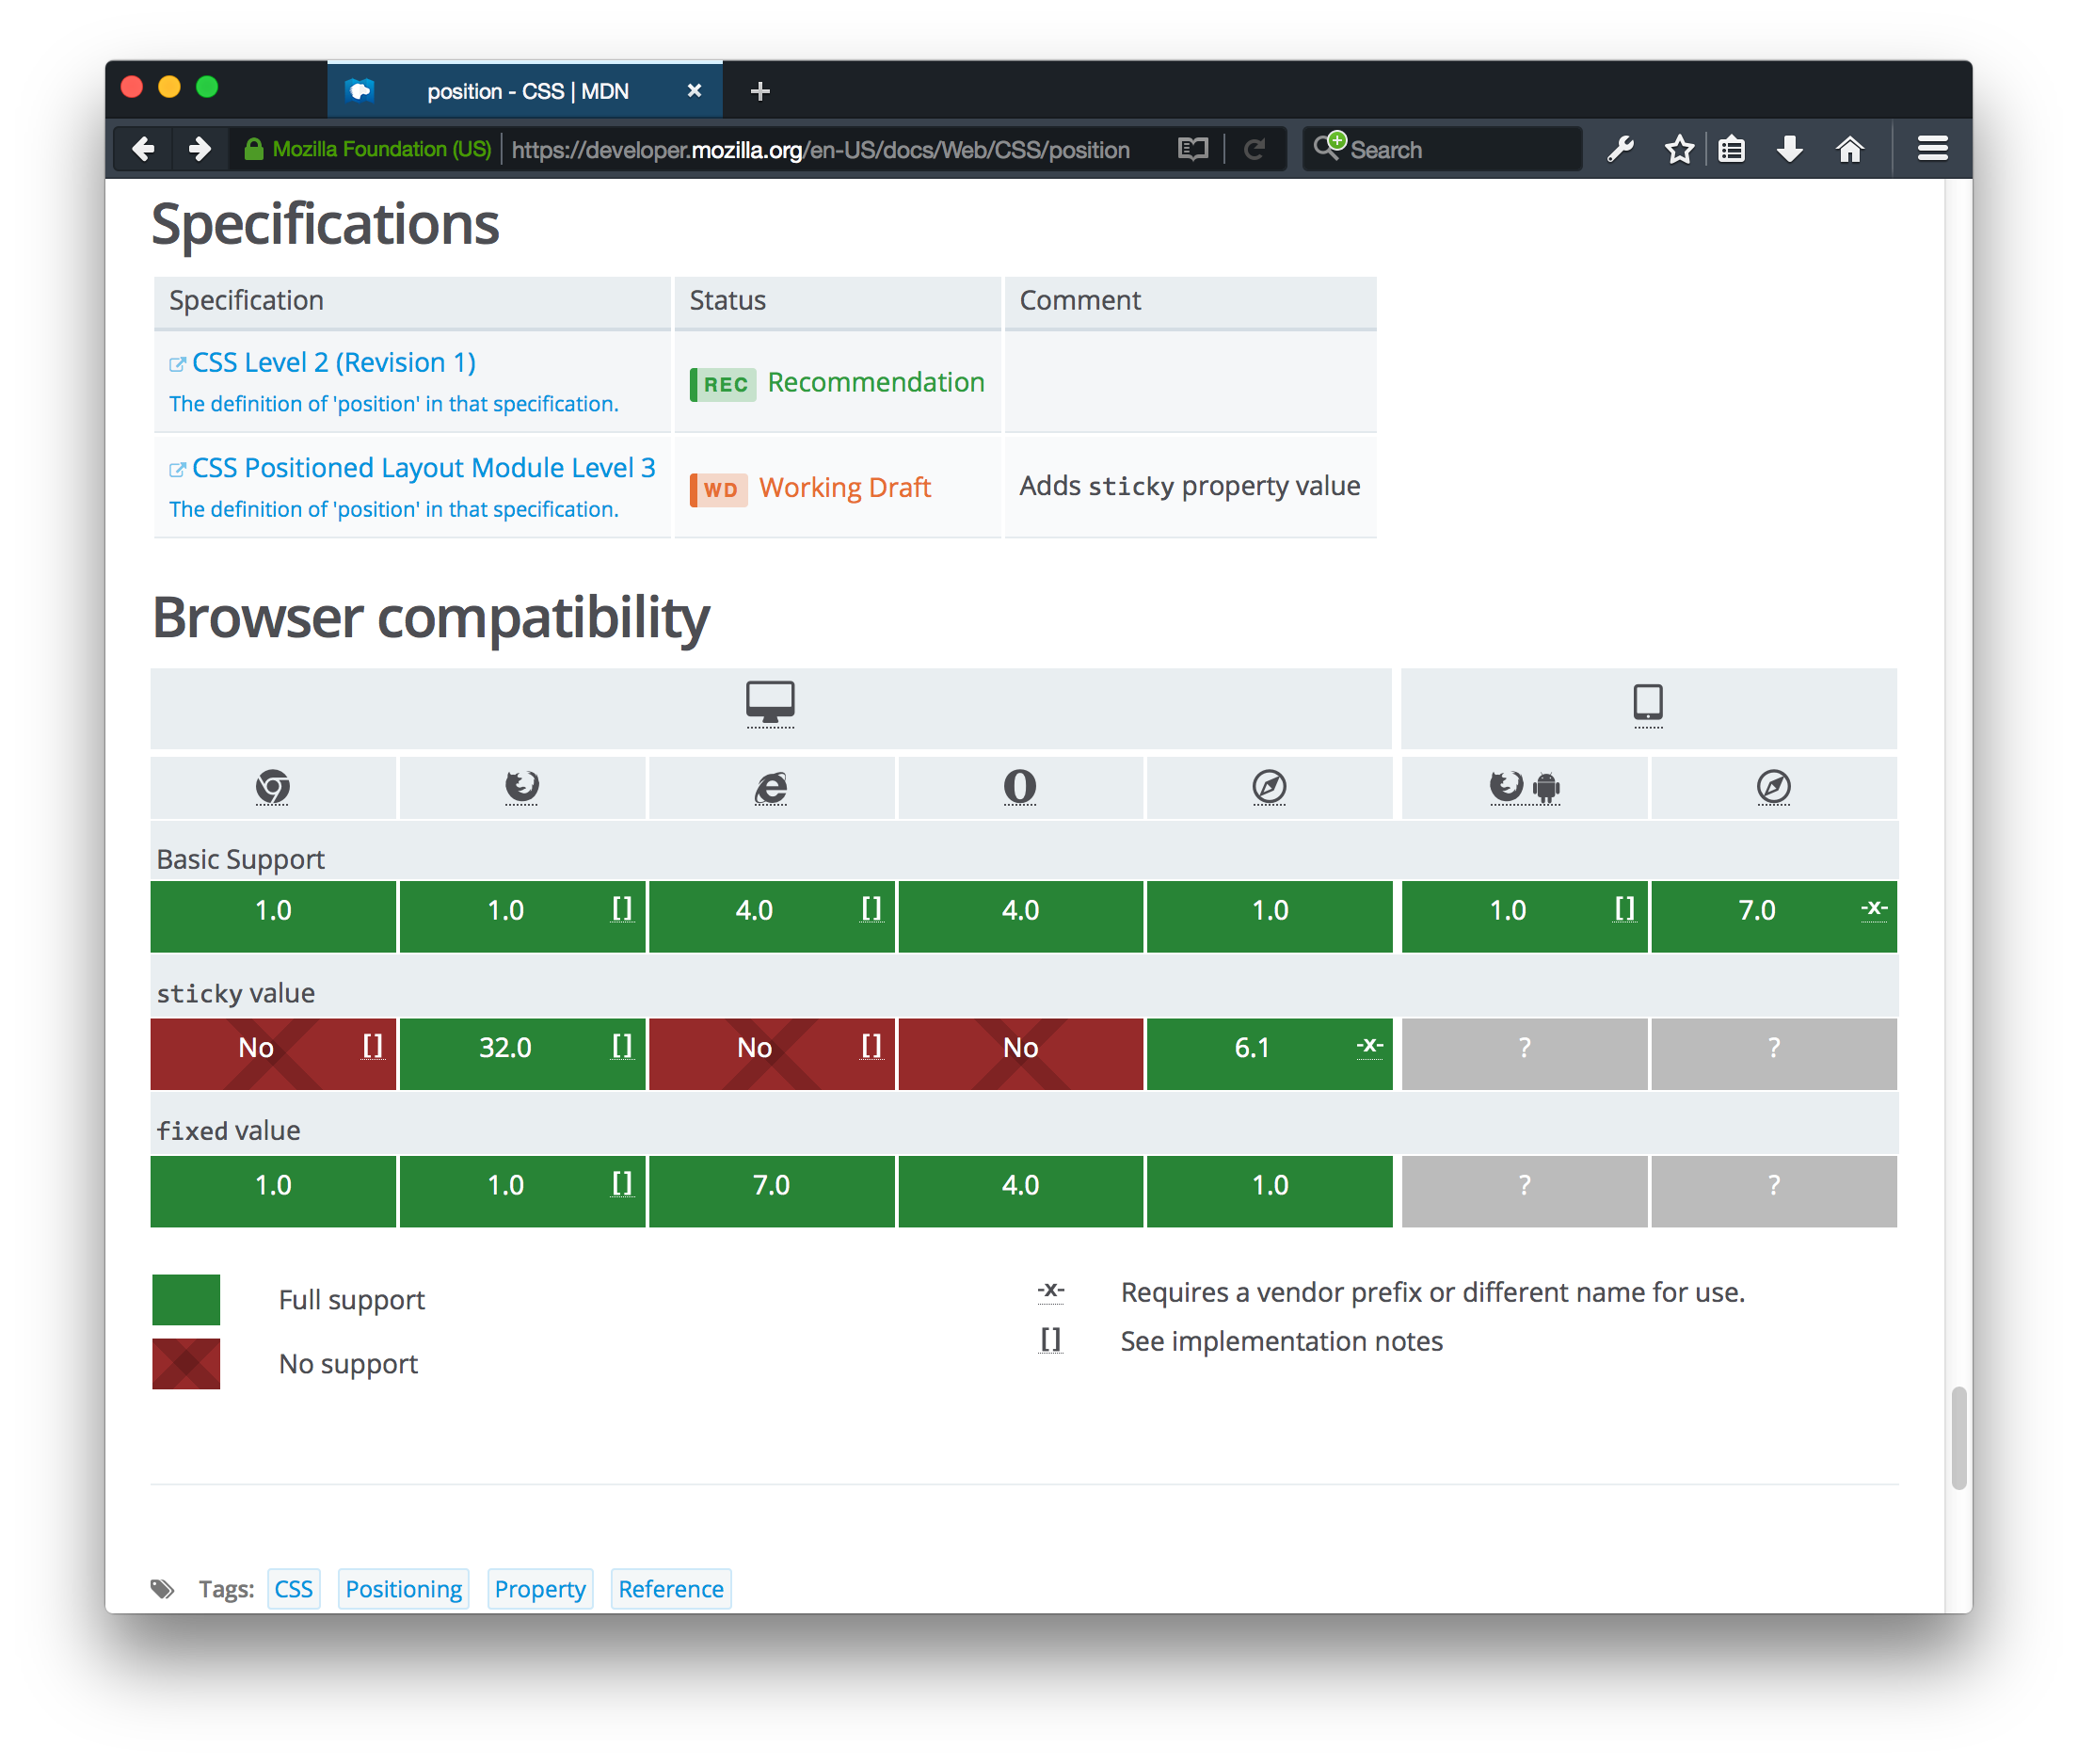 position - CSS | MDN
Mozilla Foundation (US) https://developer.mozilla.org/en-US/docs/Web/CSS/position Search
Specifications
Specification Status Comment
CSS Level 2 (Revision 1)
The definition of 'position' in that specification.
REC Recommendation
CSS Positioned Layout Module Level 3
The definition of 'position' in that specification.
WD Working Draft
Adds sticky property value
Browser compatibility
Basic Support
1.0 1.0 [] 4.0 [] 4.0 1.0 1.0 [] 7.0 -x-
sticky value
No [] 32.0 [] No [] No 6.1 -x- ? ?
fixed value
1.0 1.0 [] 7.0 4.0 1.0 ? ?
Full support
No support
-x- Requires a vendor prefix or different name for use.
[] See implementation notes
Tags: CSS Positioning Property Reference